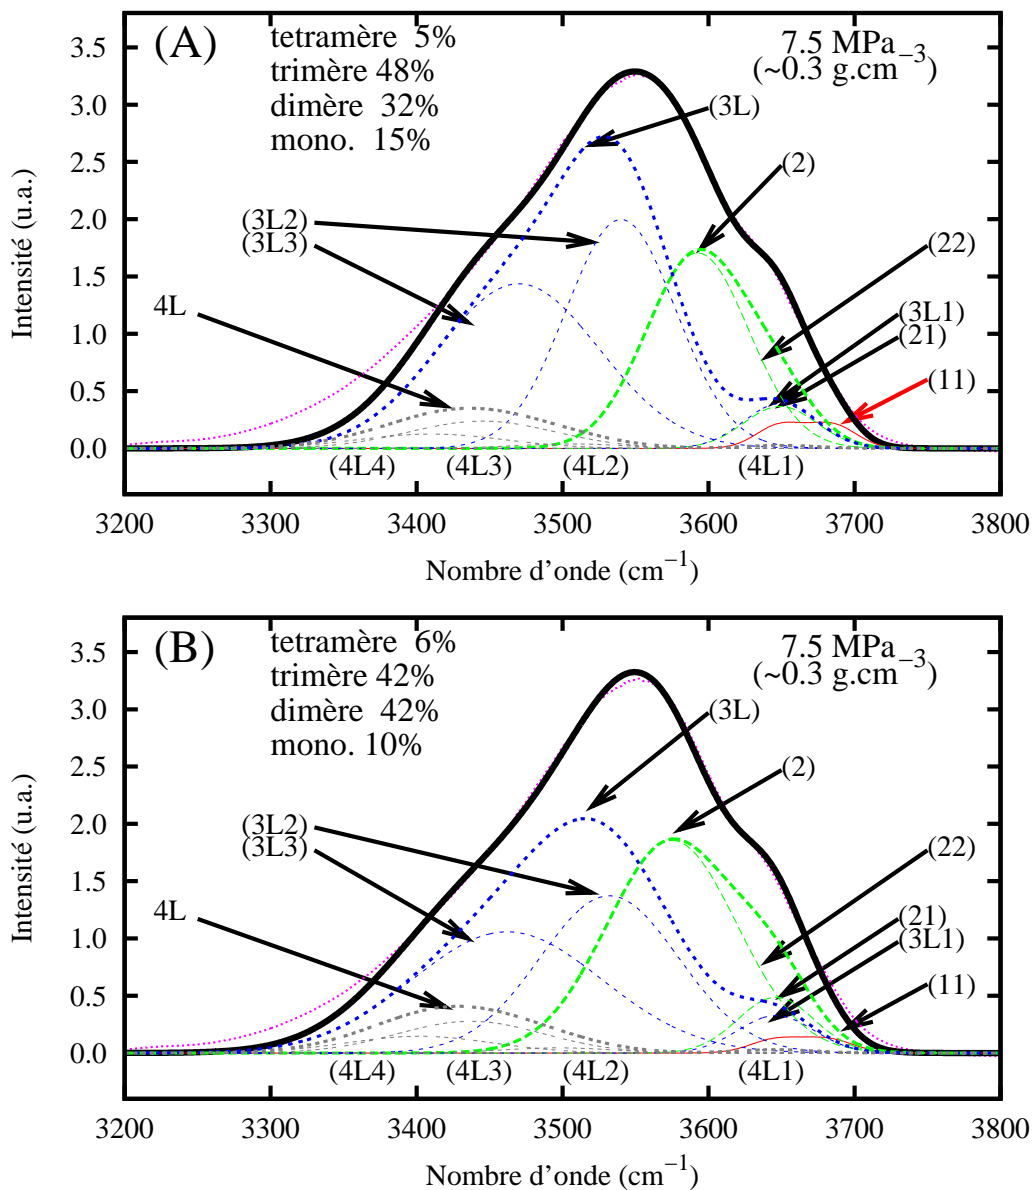 (A)
tetramère 5%
trimère 48%
dimère 32%
mono. 15%
7.5 MPa
(~0.3 g.cm⁻³)
(3L)
(2)
(3L2)
(3L3)
(22)
4L
(3L1)
(21)
(11)
(4L4) (4L3) (4L2) (4L1)
3.5
3.0
2.5
2.0
1.5
1.0
0.5
0.0
Intensité (u.a.)
3200 3300 3400 3500 3600 3700 3800
Nombre d’onde (cm⁻¹)
(B)
tetramère 6%
trimère 42%
dimère 42%
mono. 10%
7.5 MPa
(~0.3 g.cm⁻³)
(3L)
(2)
(3L2)
(3L3)
(22)
4L
(21)
(3L1)
(11)
(4L4) (4L3) (4L2) (4L1)
3.5
3.0
2.5
2.0
1.5
1.0
0.5
0.0
Intensité (u.a.)
3200 3300 3400 3500 3600 3700 3800
Nombre d’onde (cm⁻¹)